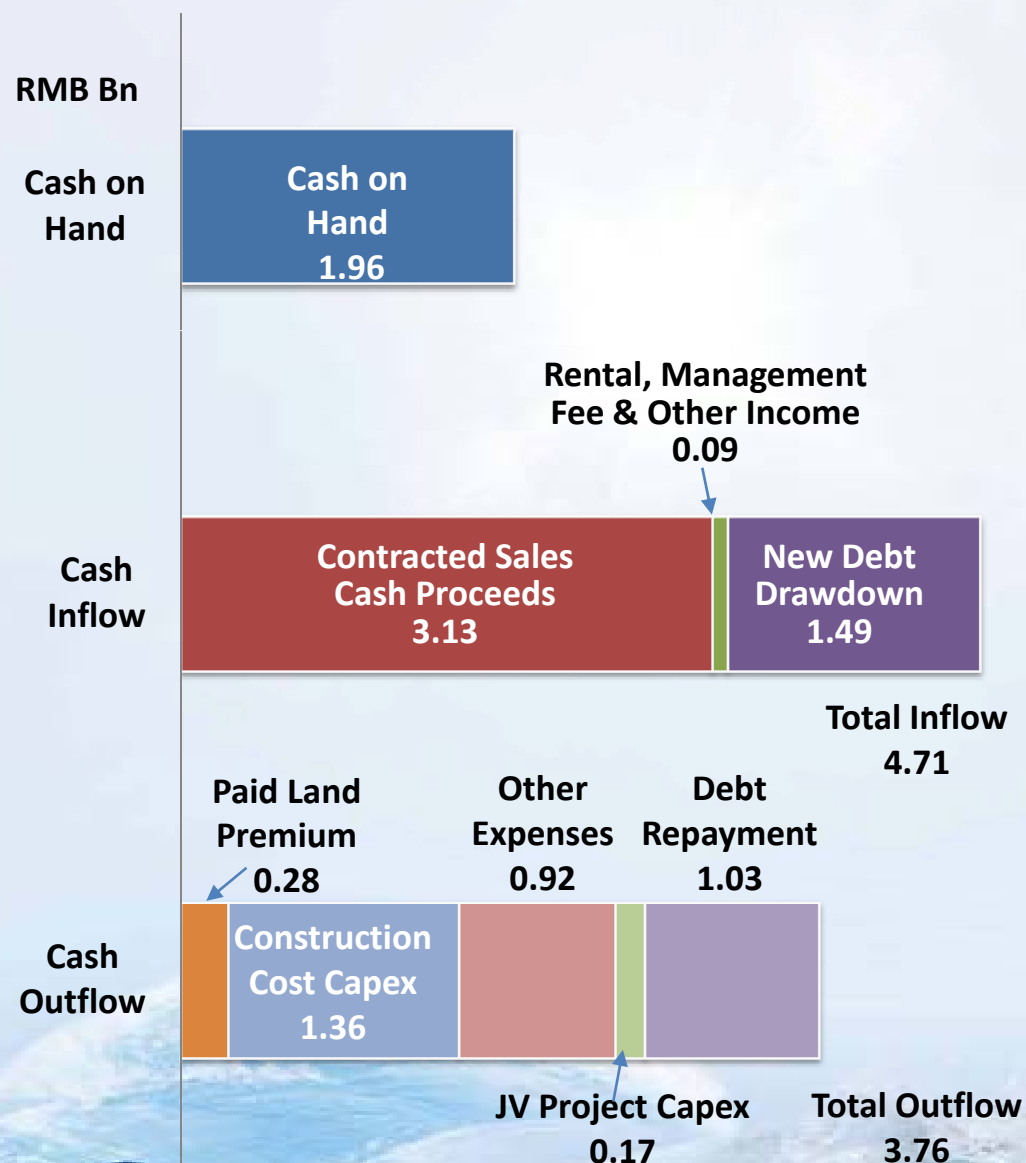 RMB Bn
Cash on
Hand
Cash on
Hand
1.96
Rental, Management
Fee & Other Income
0.09
Cash
Inflow
Contracted Sales
Cash Proceeds
3.13
New Debt
Drawdown
1.49
Total Inflow
4.71
Paid Land
Premium
0.28
Other
Expenses
0.92
Debt
Repayment
1.03
Cash
Outflow
Construction
Cost Capex
1.36
JV Project Capex
0.17
Total Outflow
3.76